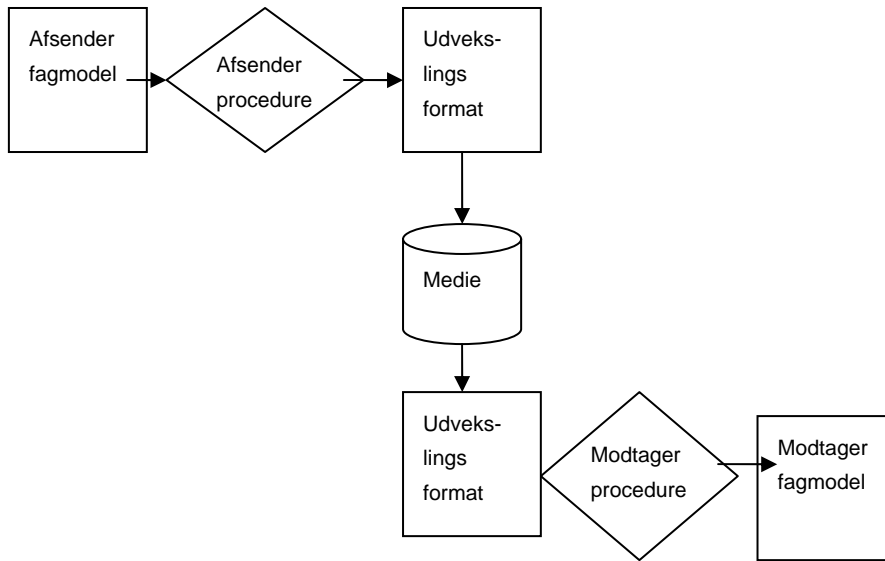 Afsender
fagmodel
Afsender
procedure
Udveks-
lings
format
Medie
Udveks-
lings
format
Modtager
procedure
Modtager
fagmodel